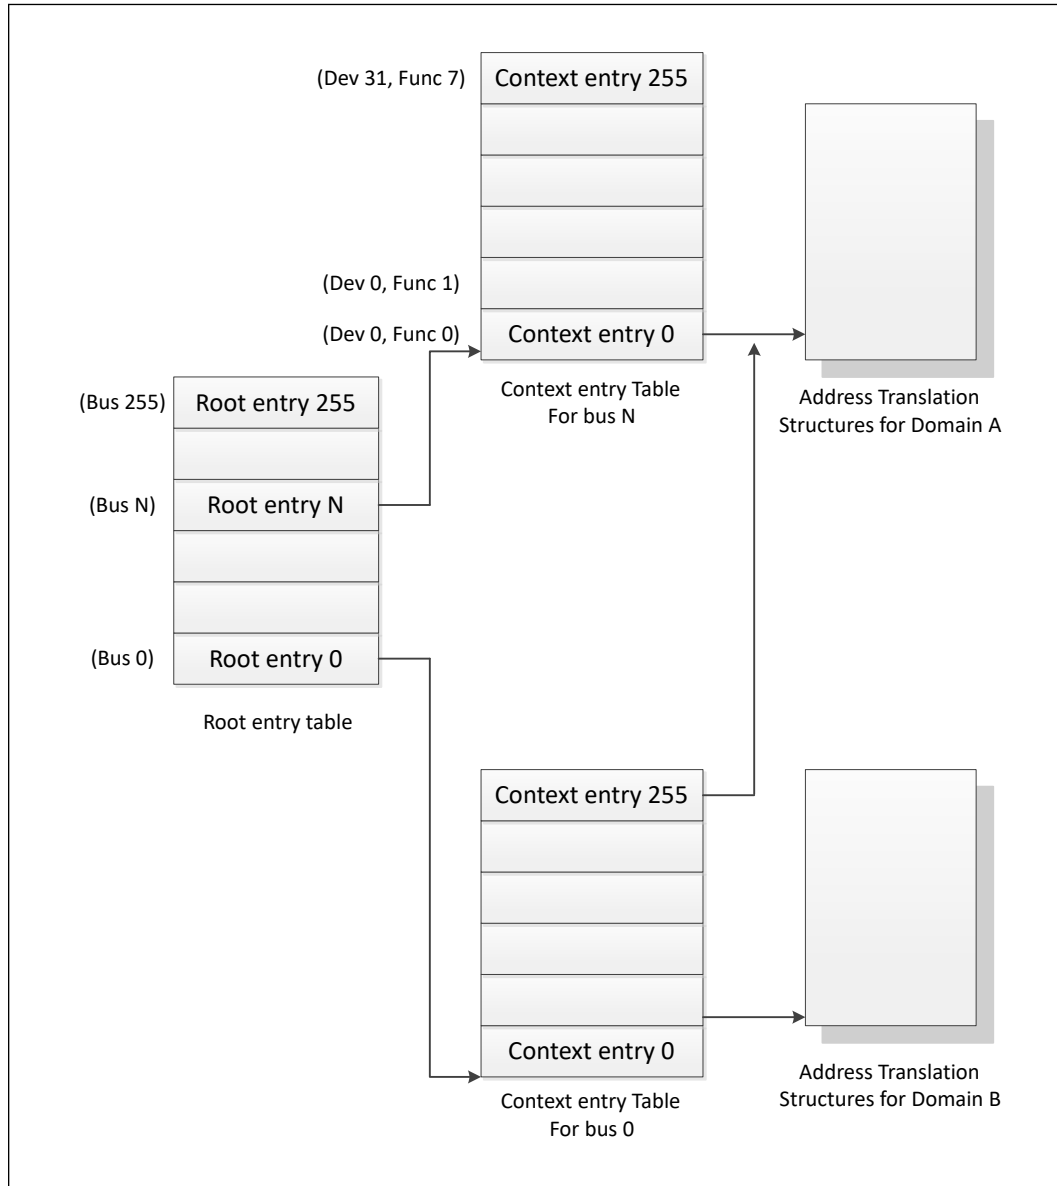 (Dev 31, Func 7)
Context entry 255
(Dev 0, Func 1)
(Dev 0, Func 0)
Context entry 0
Context entry Table
For bus N
Address Translation
Structures for Domain A
(Bus 255)
Root entry 255
(Bus N)
Root entry N
(Bus 0)
Root entry 0
Root entry table
Context entry 255
Context entry 0
Context entry Table
For bus 0
Address Translation
Structures for Domain B